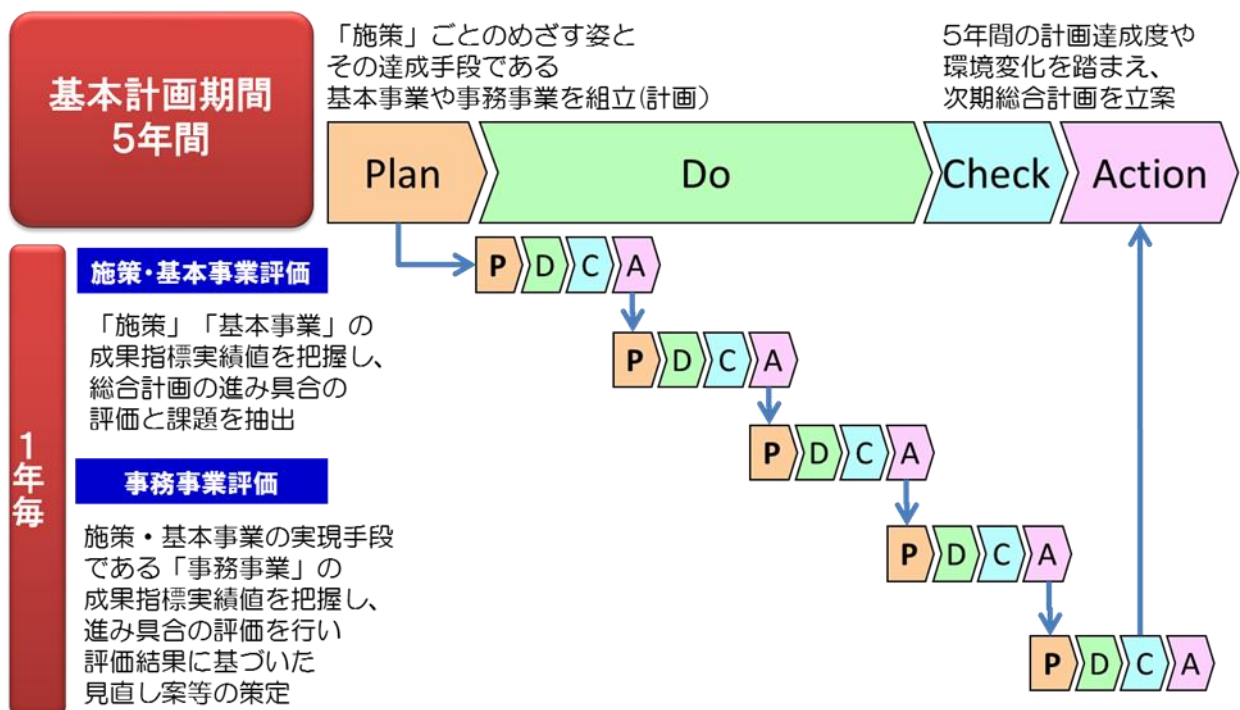 基本計画期間
5年間
「施策」ごとのめざす姿と
その達成手段である
基本事業や事務事業を組立(計画)
5年間の計画達成度や
環境変化を踏まえ、
次期総合計画を立案
Plan
Do
Check
Action
1年毎
施策・基本事業評価
「施策」「基本事業」の
成果指標実績値を把握し、
総合計画の進み具合の
評価と課題を抽出
事務事業評価
施策・基本事業の実現手段
である「事務事業」の
成果指標実績値を把握し、
進み具合の評価を行い
評価結果に基づいた
見直し案等の策定
P D C A
P D C A
P D C A
P D C A
P D C A